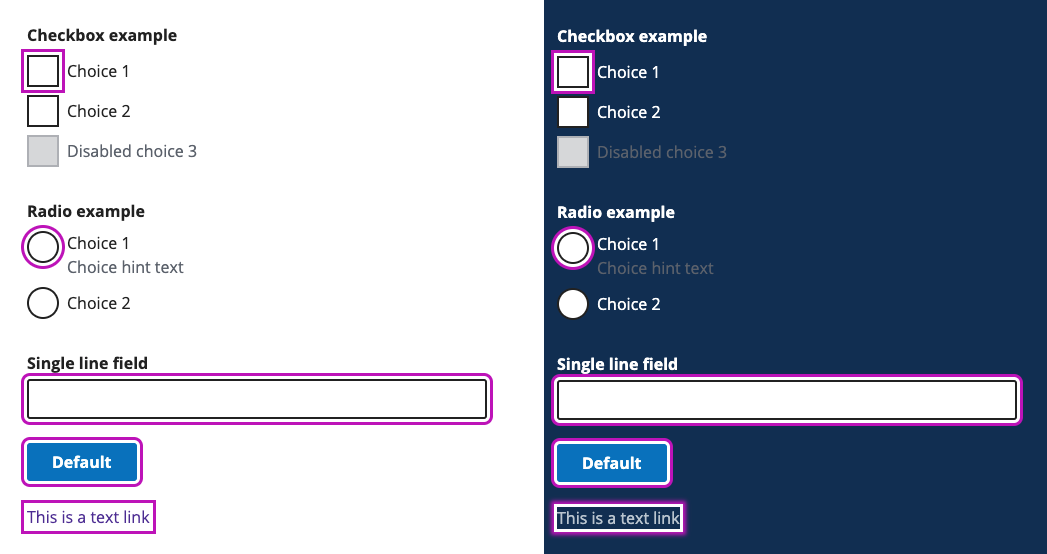 Checkbox example
Choice 1
Choice 2
Disabled choice 3
Radio example
Choice 1
Choice hint text
Choice 2
Single line field
Default
This is a text link
Checkbox example
Choice 1
Choice 2
Disabled choice 3
Radio example
Choice 1
Choice hint text
Choice 2
Single line field
Default
This is a text link